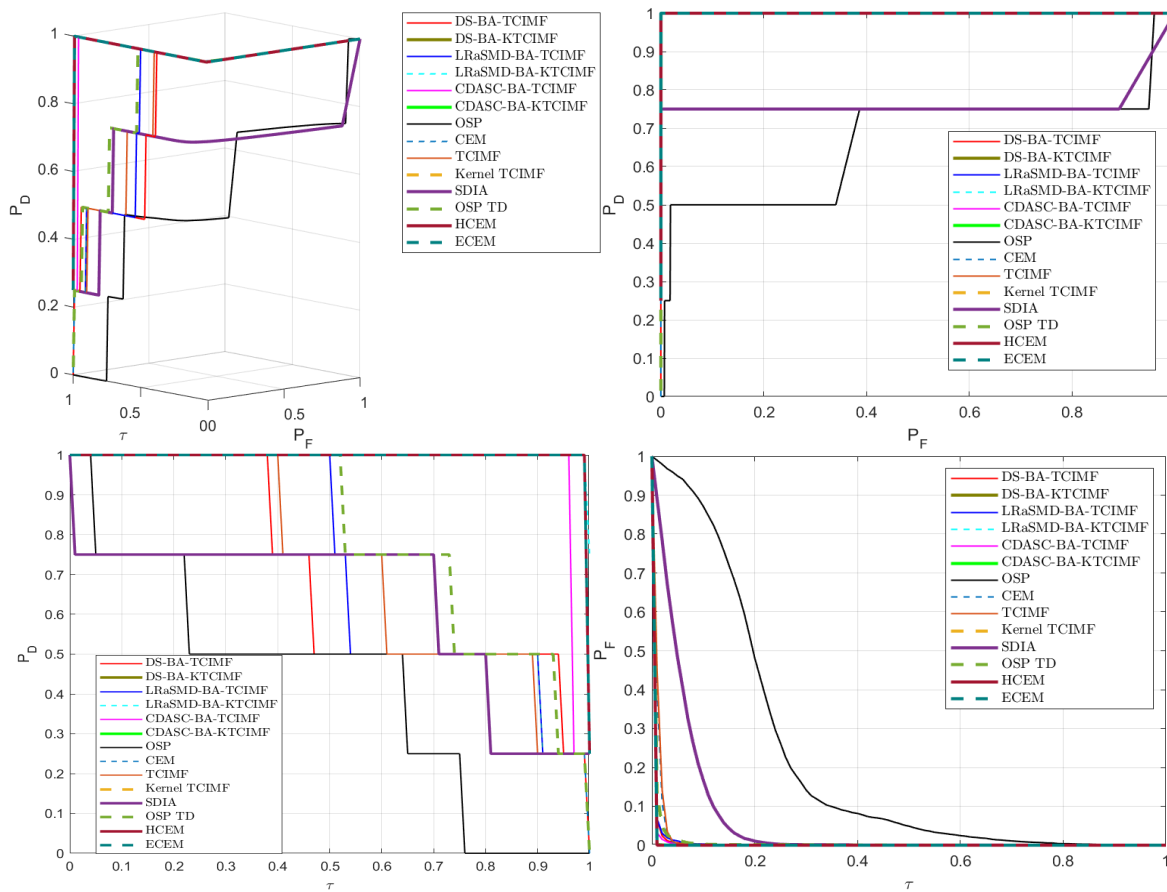 1
0.8
0.6
0.4
0.2
0
P_D
1
0.5
00
0.5
1
τ
P_F
DS-BA-TCIMF
DS-BA-KTCIMF
LRaSMD-BA-TCIMF
LRaSMD-BA-KTCIMF
CDASC-BA-TCIMF
CDASC-BA-KTCIMF
OSP
CEM
TCIMF
Kernel TCIMF
SDIA
OSP TD
HCEM
ECEM
1
0.9
0.8
0.7
0.6
0.5
0.4
0.3
0.2
0.1
0
P_D
0
0.2
0.4
0.6
0.8
P_F
DS-BA-TCIMF
DS-BA-KTCIMF
LRaSMD-BA-TCIMF
LRaSMD-BA-KTCIMF
CDASC-BA-TCIMF
CDASC-BA-KTCIMF
OSP
CEM
TCIMF
Kernel TCIMF
SDIA
OSP TD
HCEM
ECEM
1
0.9
0.8
0.7
0.6
0.5
0.4
0.3
0.2
0.1
0
P_D
0
0.1
0.2
0.3
0.4
0.5
0.6
0.7
0.8
0.9
1
τ
DS-BA-TCIMF
DS-BA-KTCIMF
LRaSMD-BA-TCIMF
LRaSMD-BA-KTCIMF
CDASC-BA-TCIMF
CDASC-BA-KTCIMF
OSP
CEM
TCIMF
Kernel TCIMF
SDIA
OSP TD
HCEM
ECEM
1
0.9
0.8
0.7
0.6
0.5
0.4
0.3
0.2
0.1
0
P_F
0
0.2
0.4
0.6
0.8
1
τ
DS-BA-TCIMF
DS-BA-KTCIMF
LRaSMD-BA-TCIMF
LRaSMD-BA-KTCIMF
CDASC-BA-TCIMF
CDASC-BA-KTCIMF
OSP
CEM
TCIMF
Kernel TCIMF
SDIA
OSP TD
HCEM
ECEM